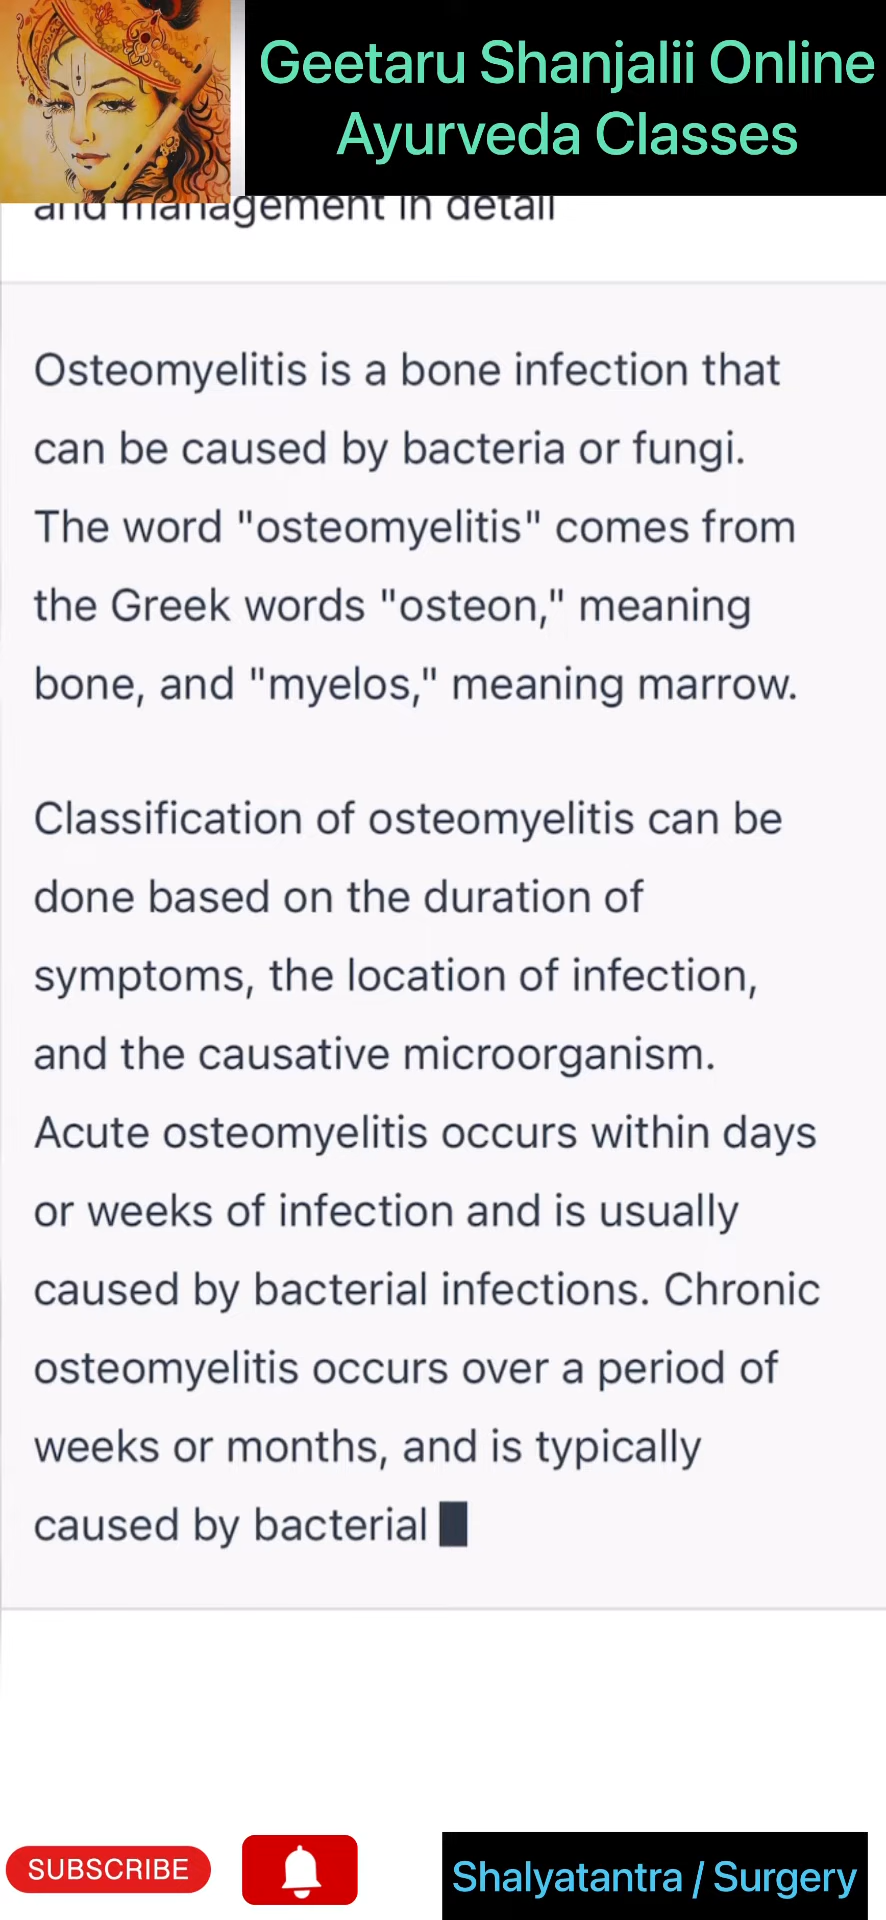 Geetaru Shanjalii Online
Ayurveda Classes
and management in detail
Osteomyelitis is a bone infection that
can be caused by bacteria or fungi.
The word "osteomyelitis" comes from
the Greek words "osteon," meaning
bone, and "myelos," meaning marrow.
Classification of osteomyelitis can be
done based on the duration of
symptoms, the location of infection,
and the causative microorganism.
Acute osteomyelitis occurs within days
or weeks of infection and is usually
caused by bacterial infections. Chronic
osteomyelitis occurs over a period of
weeks or months, and is typically
caused by bacterial
SUBSCRIBE
Shalyatantra / Surgery